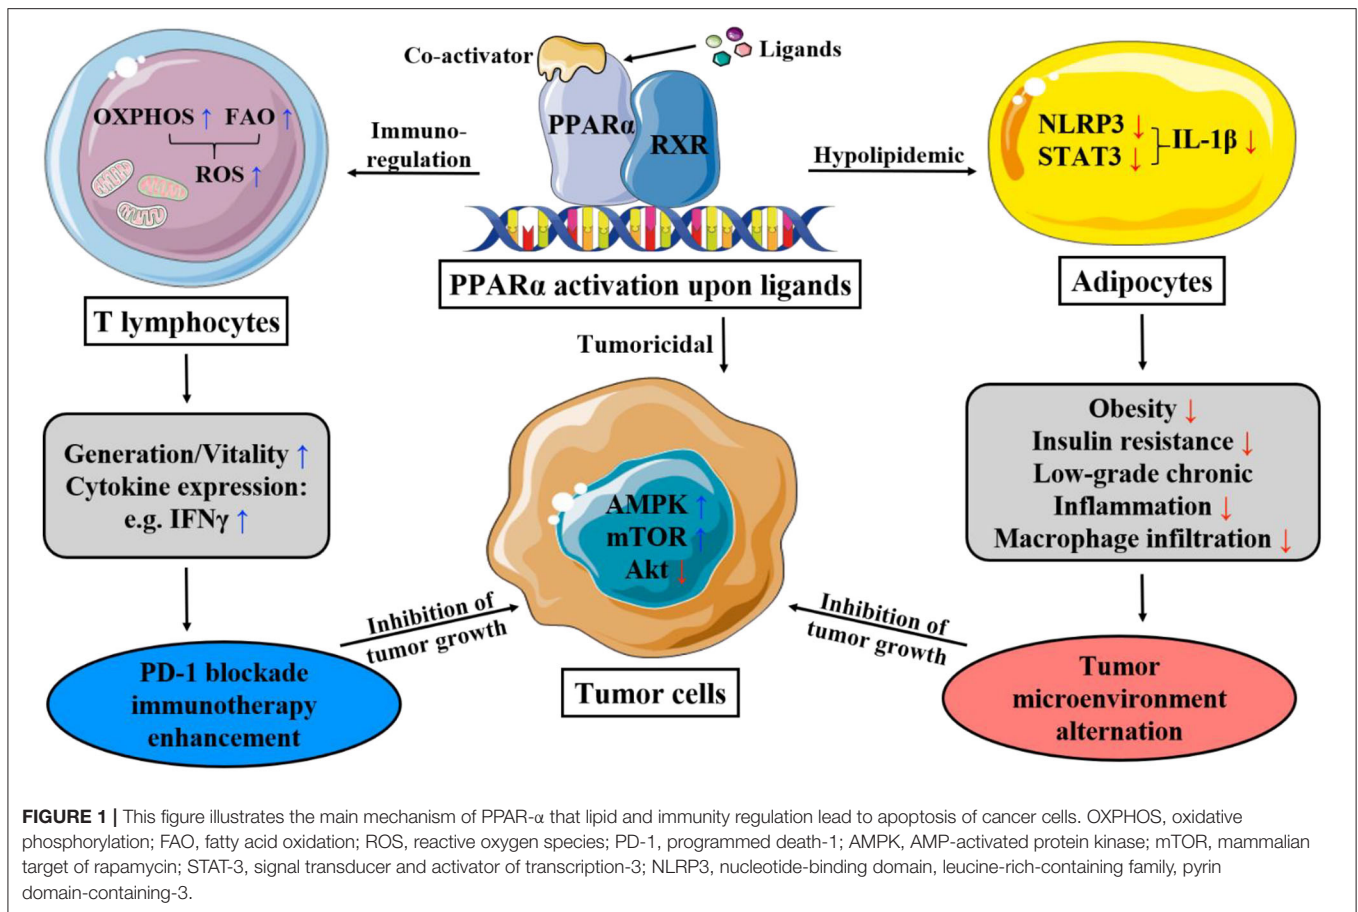 Co-activator
Ligands
PPARα
RXR
OXPHOS ↑ FAO ↑
ROS ↑
Immuno-
regulation
Hypolipidemic
NLRP3 ↓
STAT3 ↓
IL-1β ↓
PPARα activation upon ligands
T lymphocytes
Adipocytes
Tumoricidal
Generation/Vitality ↑
Cytokine expression:
e.g. IFNγ ↑
AMPK ↑
mTOR ↑
Akt ↓
Obesity ↓
Insulin resistance ↓
Low-grade chronic
Inflammation ↓
Macrophage infiltration ↓
Inhibition of
tumor growth
Inhibition of
tumor growth
PD-1 blockade
immunotherapy
enhancement
Tumor cells
Tumor
microenvironment
alternation
FIGURE 1 | This figure illustrates the main mechanism of PPAR-α that lipid and immunity regulation lead to apoptosis of cancer cells. OXPHOS, oxidative
phosphorylation; FAO, fatty acid oxidation; ROS, reactive oxygen species; PD-1, programmed death-1; AMPK, AMP-activated protein kinase; mTOR, mammalian
target of rapamycin; STAT-3, signal transducer and activator of transcription-3; NLRP3, nucleotide-binding domain, leucine-rich-containing family, pyrin
domain-containing-3.